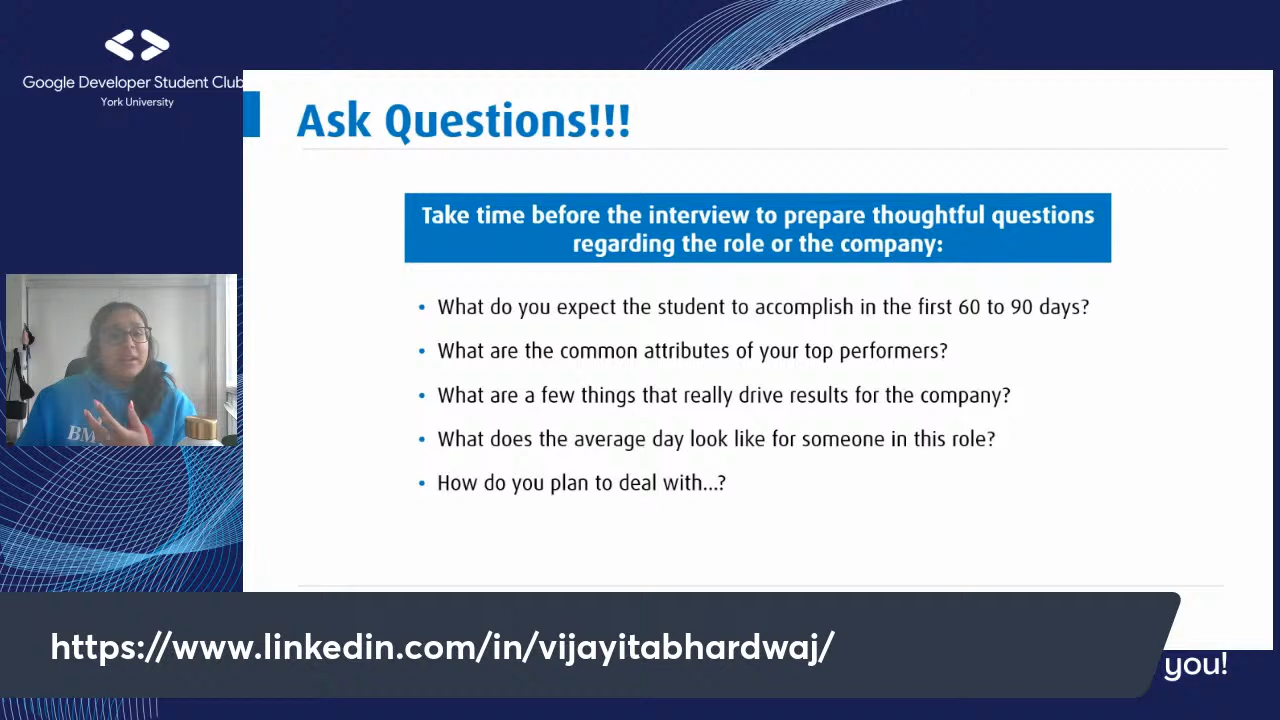 Google Developer Student Club
York University
Ask Questions!!!
Take time before the interview to prepare thoughtful questions
regarding the role or the company:
• What do you expect the student to accomplish in the first 60 to 90 days?
• What are the common attributes of your top performers?
• What are a few things that really drive results for the company?
• What does the average day look like for someone in this role?
• How do you plan to deal with...?
BM
https://www.linkedin.com/in/vijayitabhardwaj/
you!